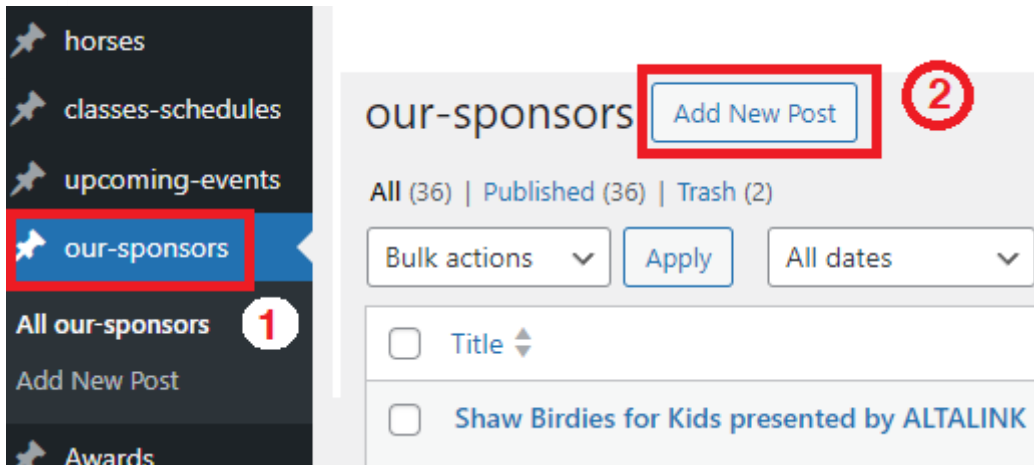 horses
classes-schedules
upcoming-events
our-sponsors
All our-sponsors 1
Add New Post
Awards
our-sponsors Add New Post 2
All (36) | Published (36) | Trash (2)
Bulk actions Apply All dates
Title
Shaw Birdies for Kids presented by ALTALINK